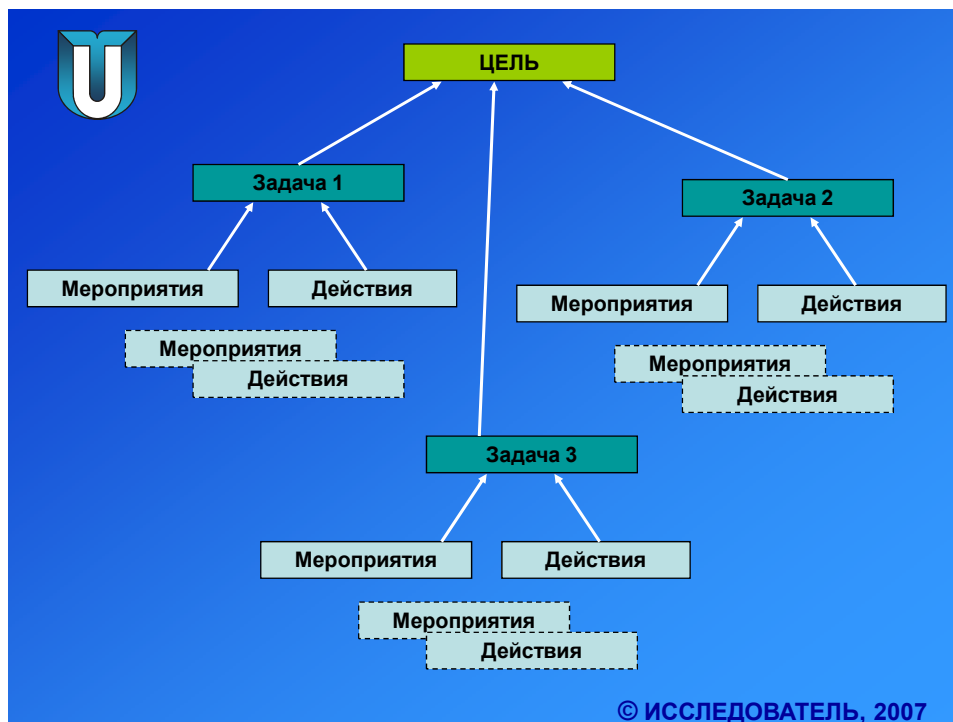 ЦЕЛЬ
Задача 1
Задача 2
Мероприятия
Действия
Мероприятия
Действия
Мероприятия
Действия
Мероприятия
Действия
Задача 3
Мероприятия
Действия
Мероприятия
Действия
© ИССЛЕДОВАТЕЛЬ, 2007